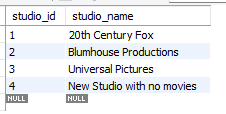 studio_id studio_name
1 20th Century Fox
2 Blumhouse Productions
3 Universal Pictures
4 New Studio with no movies
NULL NULL